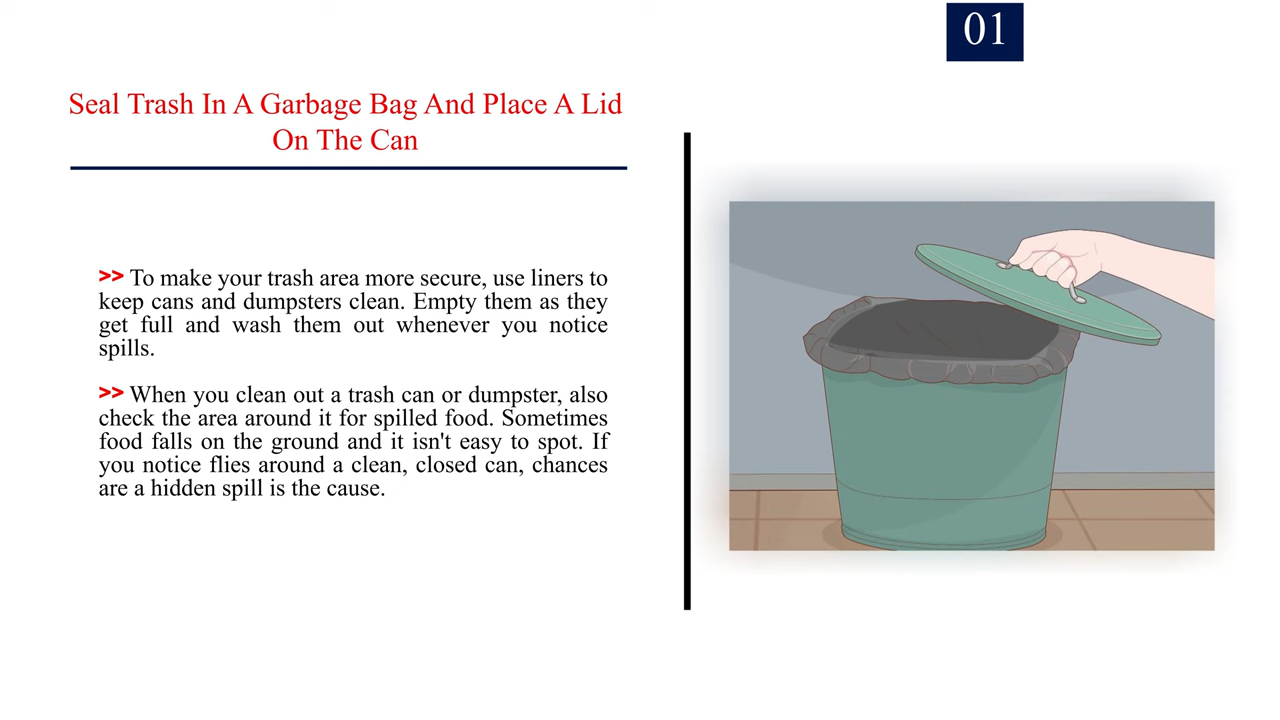 01
Seal Trash In A Garbage Bag And Place A Lid
On The Can
>> To make your trash area more secure, use liners to
keep cans and dumpsters clean. Empty them as they
get full and wash them out whenever you notice
spills.
>> When you clean out a trash can or dumpster, also
check the area around it for spilled food. Sometimes
food falls on the ground and it isn't easy to spot. If
you notice flies around a clean, closed can, chances
are a hidden spill is the cause.